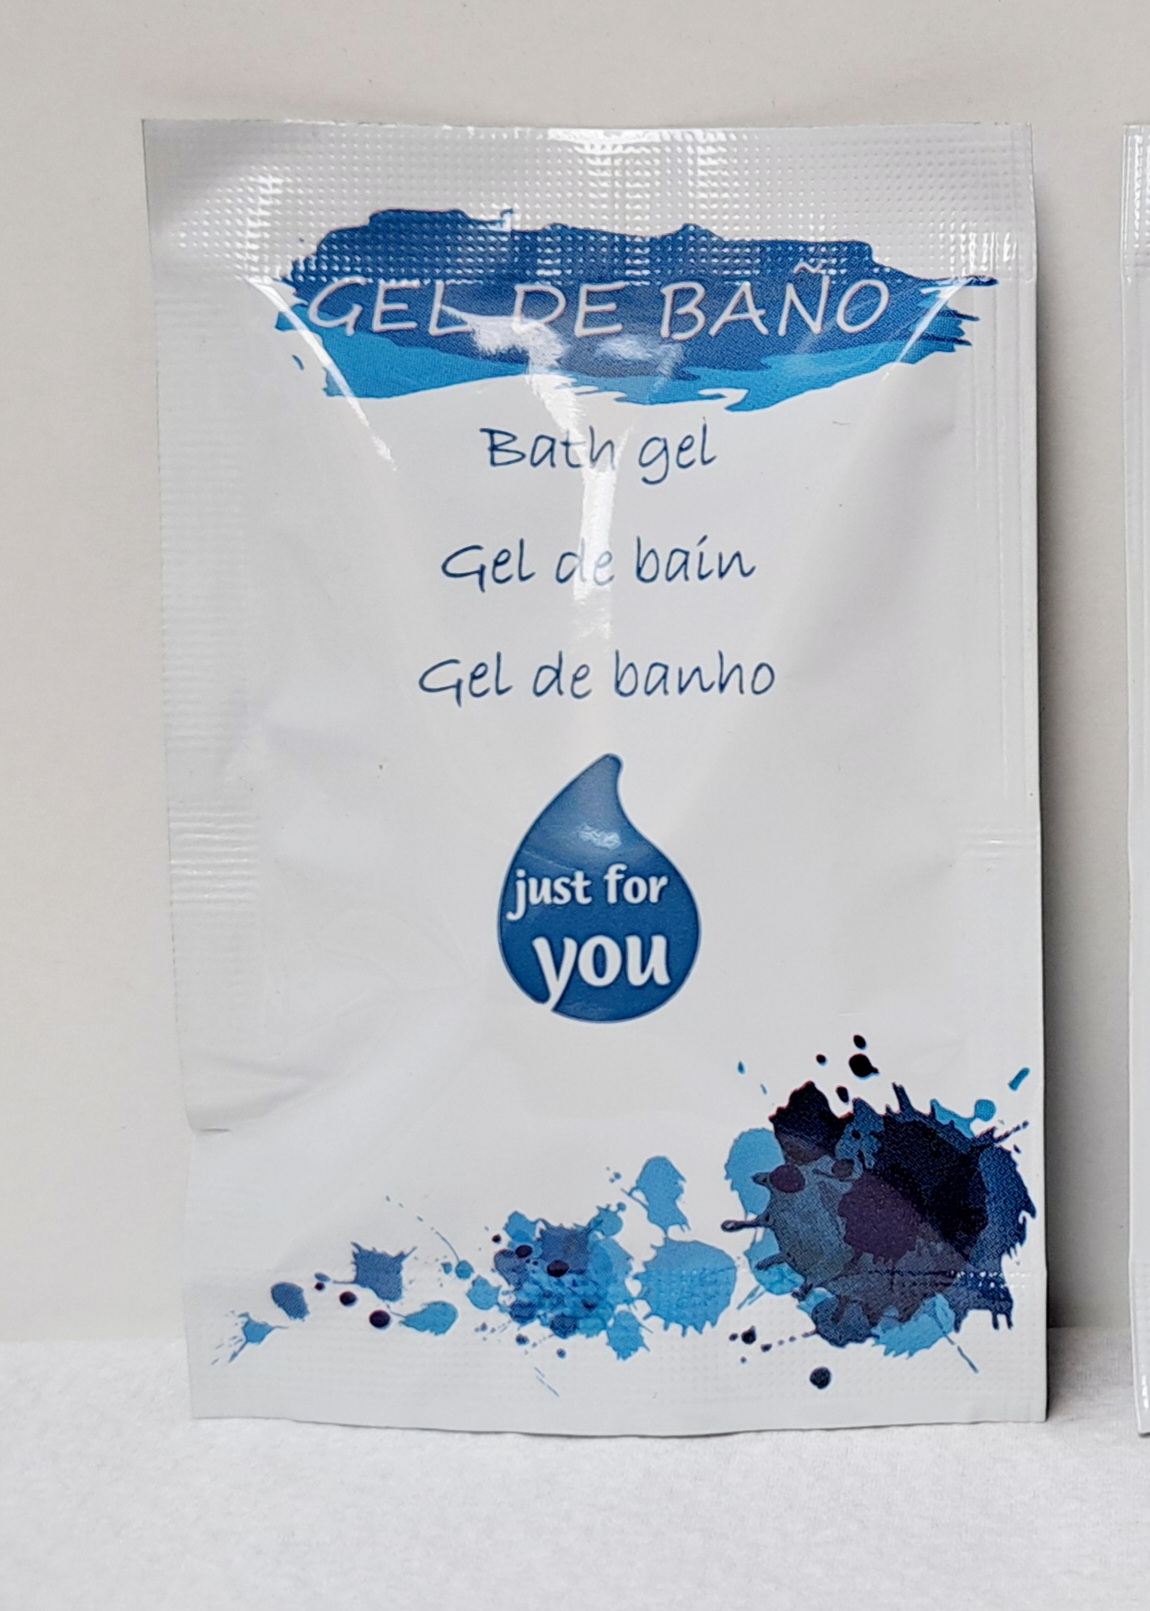 GEL DE BAÑO
Bath gel
Gel de bain
Gel de banho
just for
you